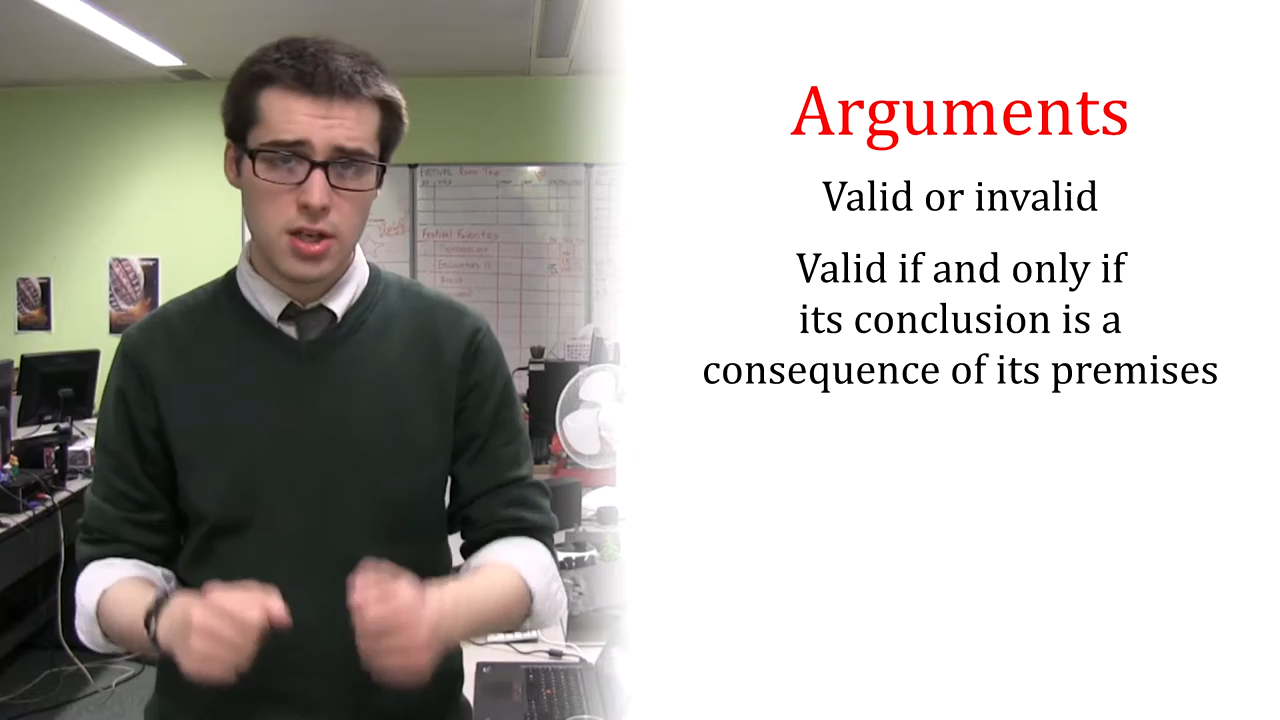 Arguments
Valid or invalid
Valid if and only if
its conclusion is a
consequence of its premises